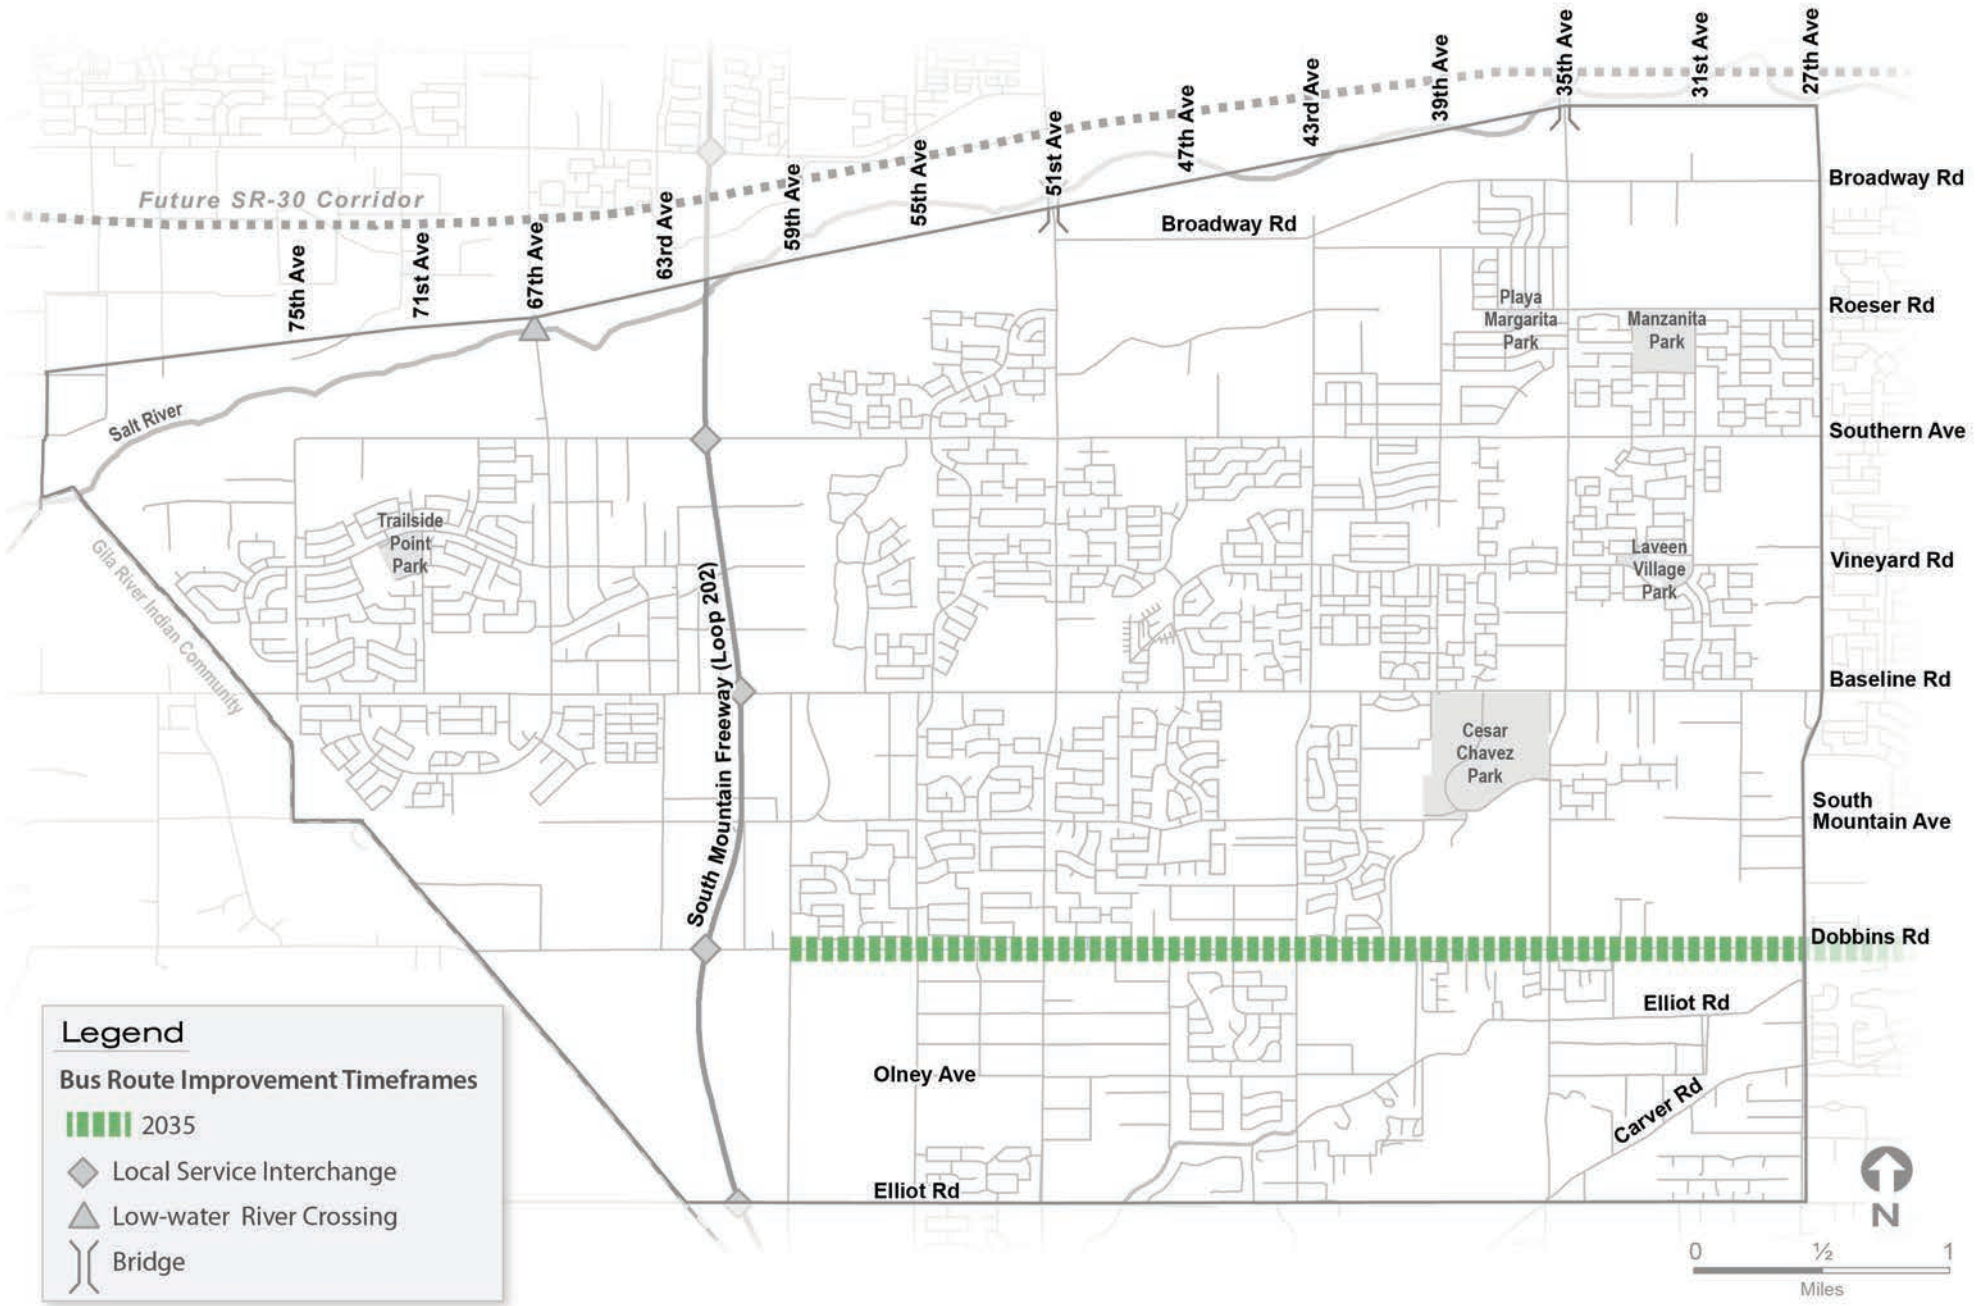 35th Ave
31st Ave
27th Ave
39th Ave
43rd Ave
47th Ave
51st Ave
55th Ave
59th Ave
63rd Ave
67th Ave
71st Ave
75th Ave
Future SR-30 Corridor
Broadway Rd
Broadway Rd
Roeser Rd
Playa
Margarita
Park
Manzanita
Park
Salt River
Southern Ave
Trailside
Point
Park
Laveen
Village
Park
Vineyard Rd
Gila River Indian Community
South Mountain Freeway (Loop 202)
Baseline Rd
Cesar
Chavez
Park
South
Mountain Ave
Dobbins Rd
Elliot Rd
Olney Ave
Carver Rd
Elliot Rd
Legend
Bus Route Improvement Timeframes
2035
Local Service Interchange
Low-water River Crossing
Bridge
N
0 ½ 1
Miles